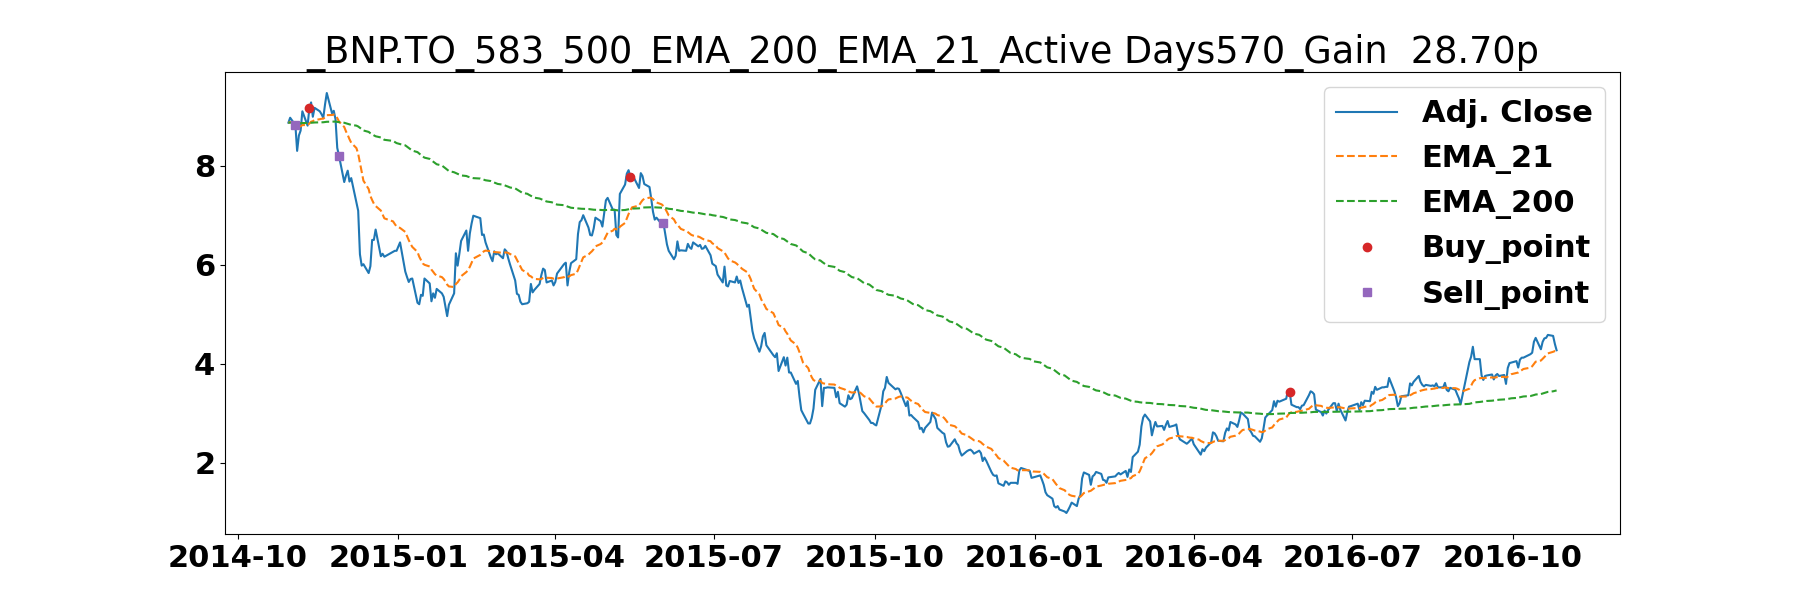 _BNP.TO_583_500_EMA_200_EMA_21_Active Days570_Gain  28.70p
Adj. Close
EMA_21
EMA_200
Buy_point
Sell_point
8
6
4
2
2014-10 2015-01 2015-04 2015-07 2015-10 2016-01 2016-04 2016-07 2016-10